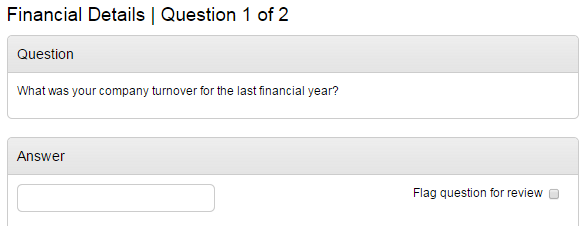 Financial Details | Question 1 of 2
Question
What was your company turnover for the last financial year?
Answer
Flag question for review